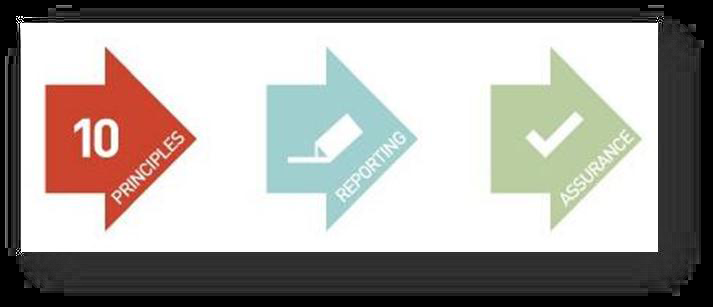 10
PRINCIPLES
REPORTING
ASSURANCE